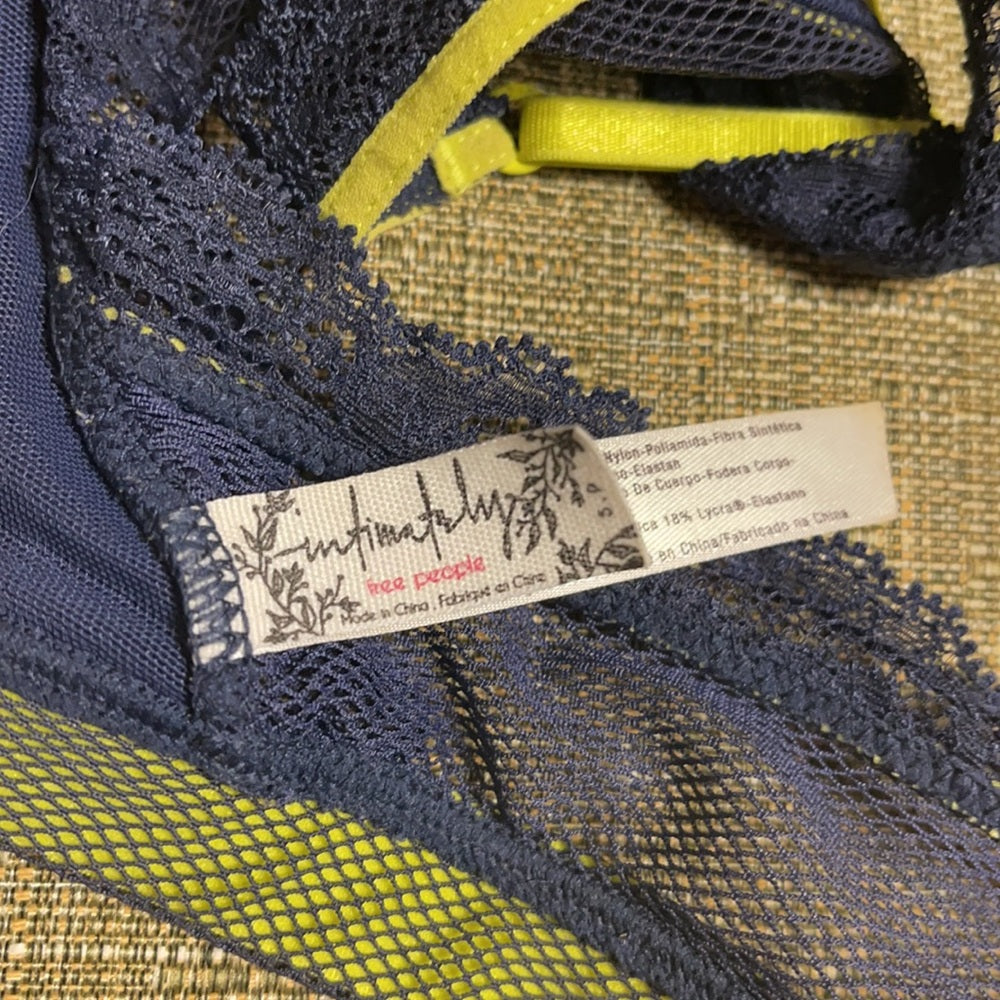 intimately
free people
Made in China . Fabriqué en Chine
S/P
Nylon-Poliamida-Fibra Sintética
o-Elastan
De Cuerpo-Fodera Corpo-
ca 18% Lycra®-Elastano
en China/Fabricado na China